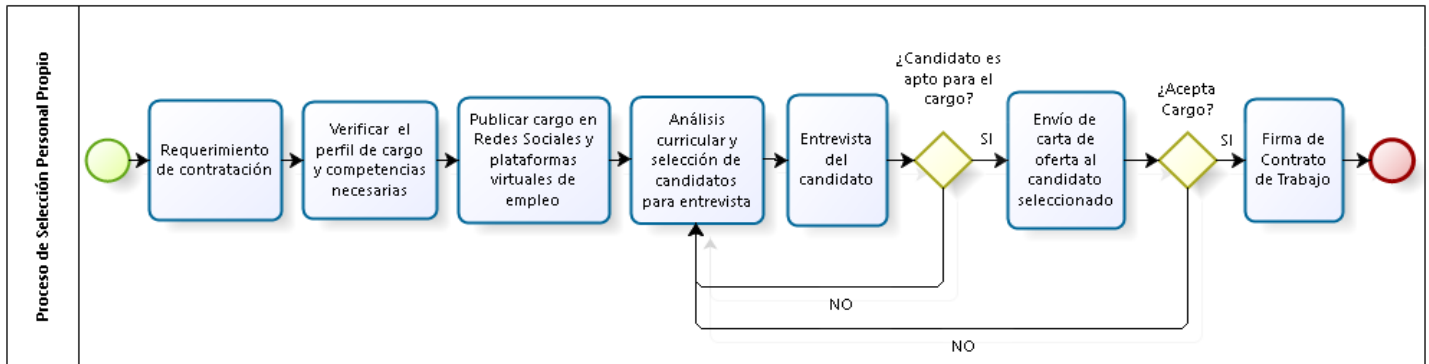 Proceso de Selección Personal Propio
Requerimiento
de contratación
Verificar el
perfil de cargo
y competencias
necesarias
Publicar cargo en
Redes Sociales y
plataformas
virtuales de
empleo
Análisis
curricular y
selección de
candidatos
para entrevista
Entrevista
del
candidato
¿Candidato es
apto para el
cargo?
SI
NO
Envío de
carta de
oferta al
candidato
seleccionado
¿Acepta
Cargo?
SI
NO
Firma de
Contrato
de Trabajo